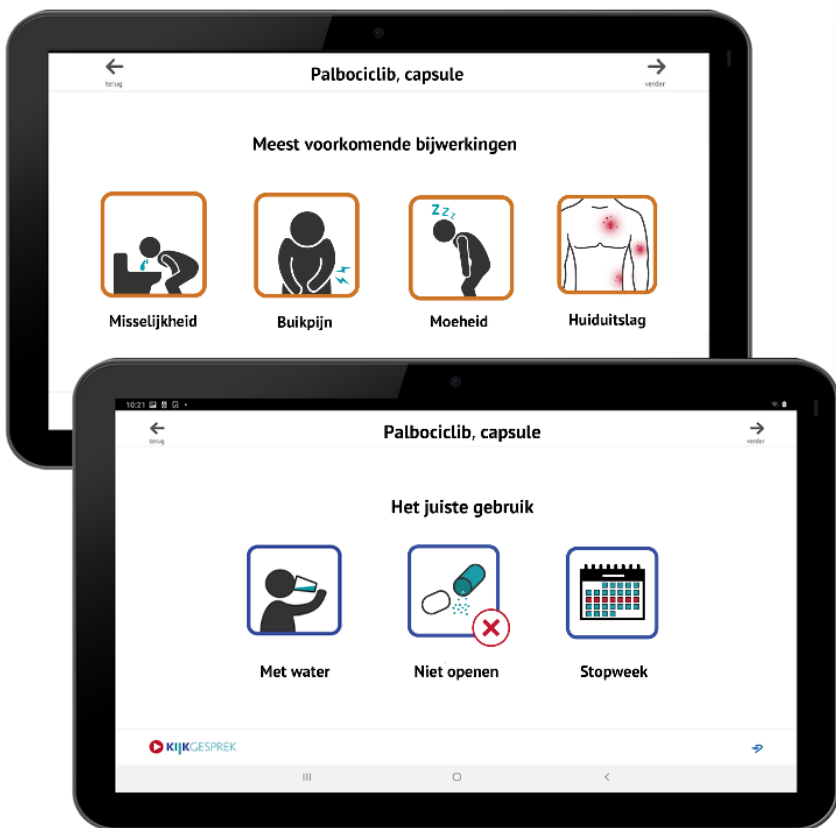 terug
Palbociclib, capsule
verder
Meest voorkomende bijwerkingen
z z z
Misselijkheid
Buikpijn
Moeheid
Huiduitslag
10:21
terug
Palbociclib, capsule
verder
Het juiste gebruik
Met water
Niet openen
Stopweek
KIJKGESPREK